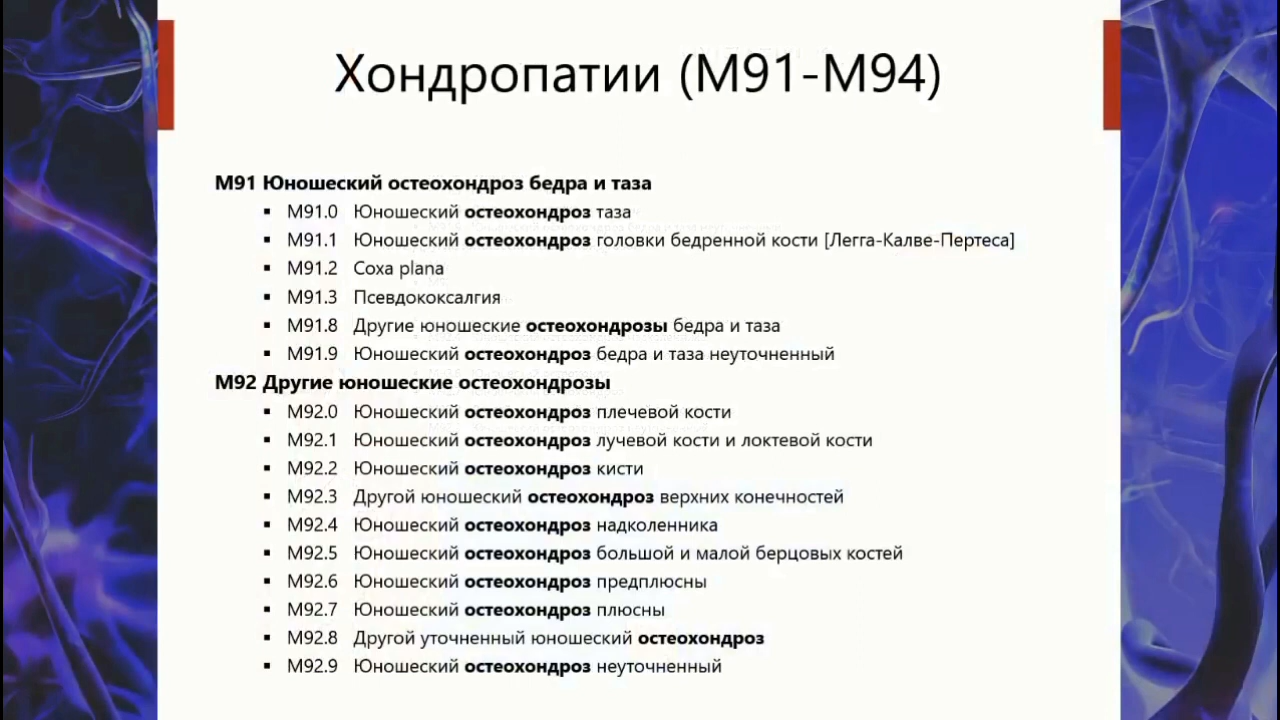 Хондропатии (M91-M94)
M91 Юношеский остеохондроз бедра и таза
▪ M91.0 Юношеский остеохондроз таза
▪ M91.1 Юношеский остеохондроз головки бедренной кости [Легга-Калве-Пертеса]
▪ M91.2 Coxa plana
▪ M91.3 Псевдококсалгия
▪ M91.8 Другие юношеские остеохондрозы бедра и таза
▪ M91.9 Юношеский остеохондроз бедра и таза неуточненный
M92 Другие юношеские остеохондрозы
▪ M92.0 Юношеский остеохондроз плечевой кости
▪ M92.1 Юношеский остеохондроз лучевой кости и локтевой кости
▪ M92.2 Юношеский остеохондроз кисти
▪ M92.3 Другой юношеский остеохондроз верхних конечностей
▪ M92.4 Юношеский остеохондроз надколенника
▪ M92.5 Юношеский остеохондроз большой и малой берцовых костей
▪ M92.6 Юношеский остеохондроз предплюсны
▪ M92.7 Юношеский остеохондроз плюсны
▪ M92.8 Другой уточненный юношеский остеохондроз
▪ M92.9 Юношеский остеохондроз неуточненный